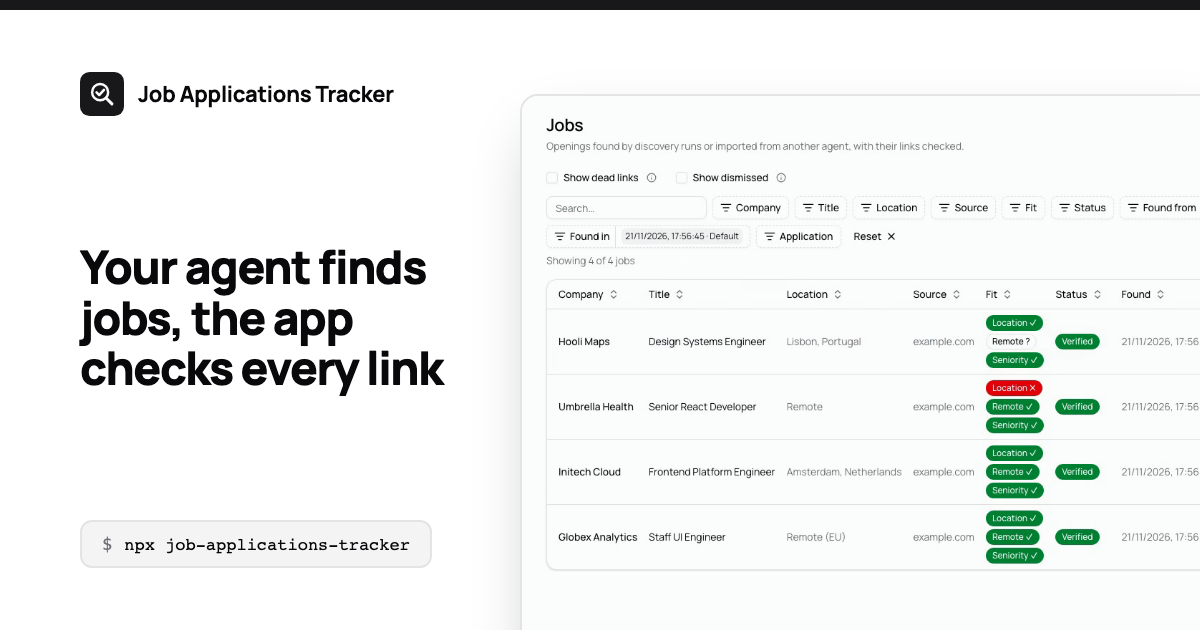 Job Applications Tracker
Your agent finds
jobs, the app
checks every link
$ npx job-applications-tracker
Jobs
Openings found by discovery runs or imported from another agent, with their links checked.
Show dead links Show dismissed
Search... Company Title Location Source Fit Status Found from
Found in 21/11/2026, 17:56:45 · Default Application Reset ✕
Showing 4 of 4 jobs
Company Title Location Source Fit Status Found
Hooli Maps Design Systems Engineer Lisbon, Portugal example.com Location ✓ Remote ? Seniority ✓ Verified 21/11/2026, 17:56
Umbrella Health Senior React Developer Remote example.com Location ✕ Remote ✓ Seniority ✓ Verified 21/11/2026, 17:56
Initech Cloud Frontend Platform Engineer Amsterdam, Netherlands example.com Location ✓ Remote ✓ Seniority ✓ Verified 21/11/2026, 17:56
Globex Analytics Staff UI Engineer Remote (EU) example.com Location ✓ Remote ✓ Seniority ✓ Verified 21/11/2026, 17:56